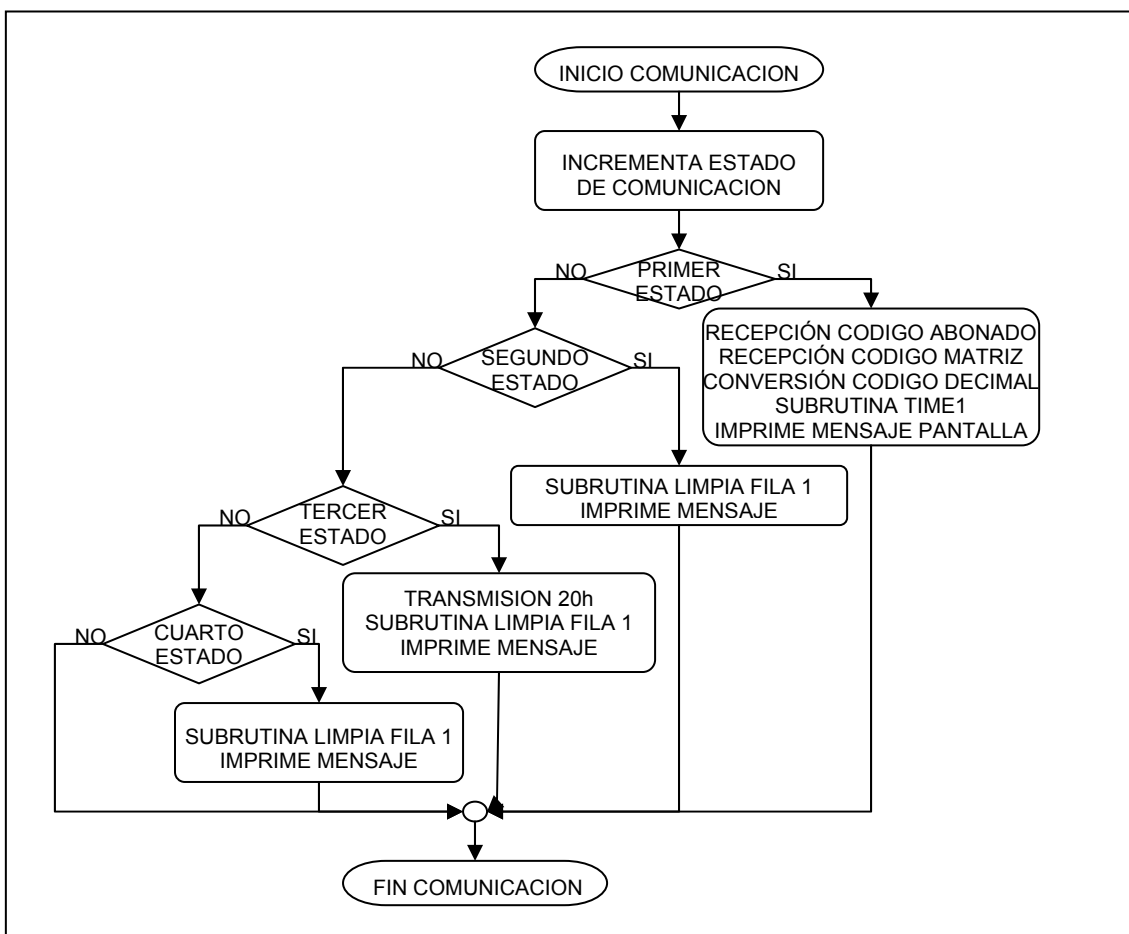 INICIO COMUNICACION
INCREMENTA ESTADO
DE COMUNICACION
NO
PRIMER
ESTADO
SI
RECEPCIÓN CODIGO ABONADO
RECEPCIÓN CODIGO MATRIZ
CONVERSIÓN CODIGO DECIMAL
SUBRUTINA TIME1
IMPRIME MENSAJE PANTALLA
NO
SEGUNDO
ESTADO
SI
SUBRUTINA LIMPIA FILA 1
IMPRIME MENSAJE
NO
TERCER
ESTADO
SI
TRANSMISION 20h
SUBRUTINA LIMPIA FILA 1
IMPRIME MENSAJE
NO
CUARTO
ESTADO
SI
SUBRUTINA LIMPIA FILA 1
IMPRIME MENSAJE
FIN COMUNICACION